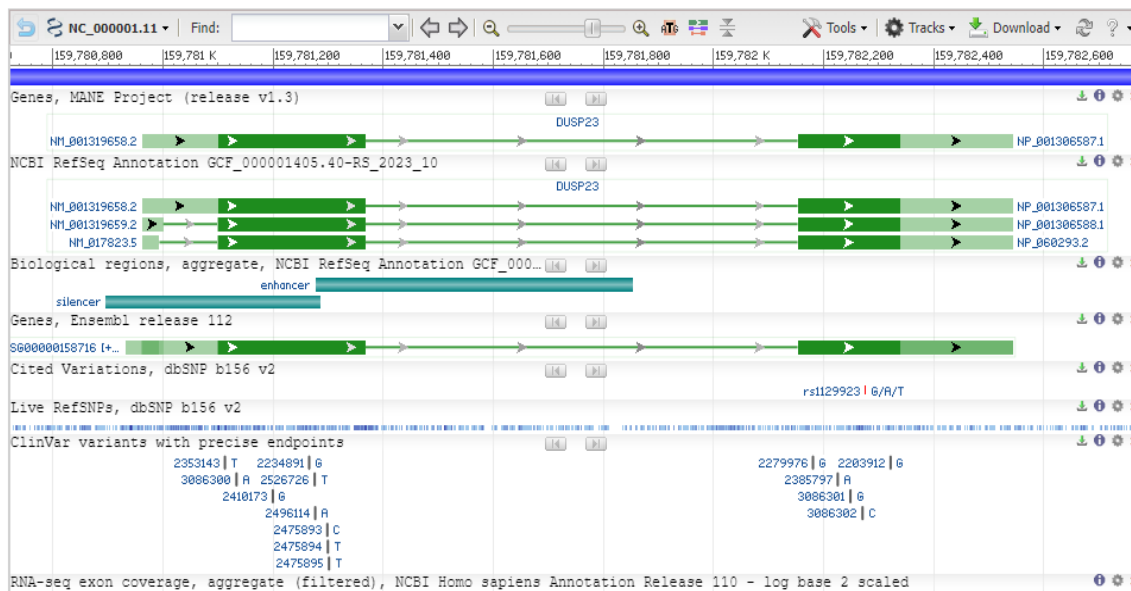 NC_000001.11 Find: ATG Tools Tracks Download ?
159,780,800 159,781 K 159,781,200 159,781,400 159,781,600 159,781,800 159,782 K 159,782,200 159,782,400 159,782,600
Genes, MANE Project (release v1.3)
DUSP23
NM_001319658.2 NP_001306587.1
NCBI RefSeq Annotation GCF_000001405.40-RS_2023_10
DUSP23
NM_001319658.2 NP_001306587.1
NM_001319659.2 NP_001306588.1
NM_017823.5 NP_060293.2
Biological regions, aggregate, NCBI RefSeq Annotation GCF_000...
enhancer
silencer
Genes, Ensembl release 112
SG00000158716 [+...
Cited Variations, dbSNP b156 v2
rs1129923 G/A/T
Live RefSNPs, dbSNP b156 v2
ClinVar variants with precise endpoints
2353143 T 2234891 G 2279976 G 2203912 G
3086300 A 2526726 T 2385797 A
2410173 G 3086301 G
2496114 A 3086302 C
2475893 C
2475894 T
2475895 T
RNA-seq exon coverage, aggregate (filtered), NCBI Homo sapiens Annotation Release 110 - log base 2 scaled